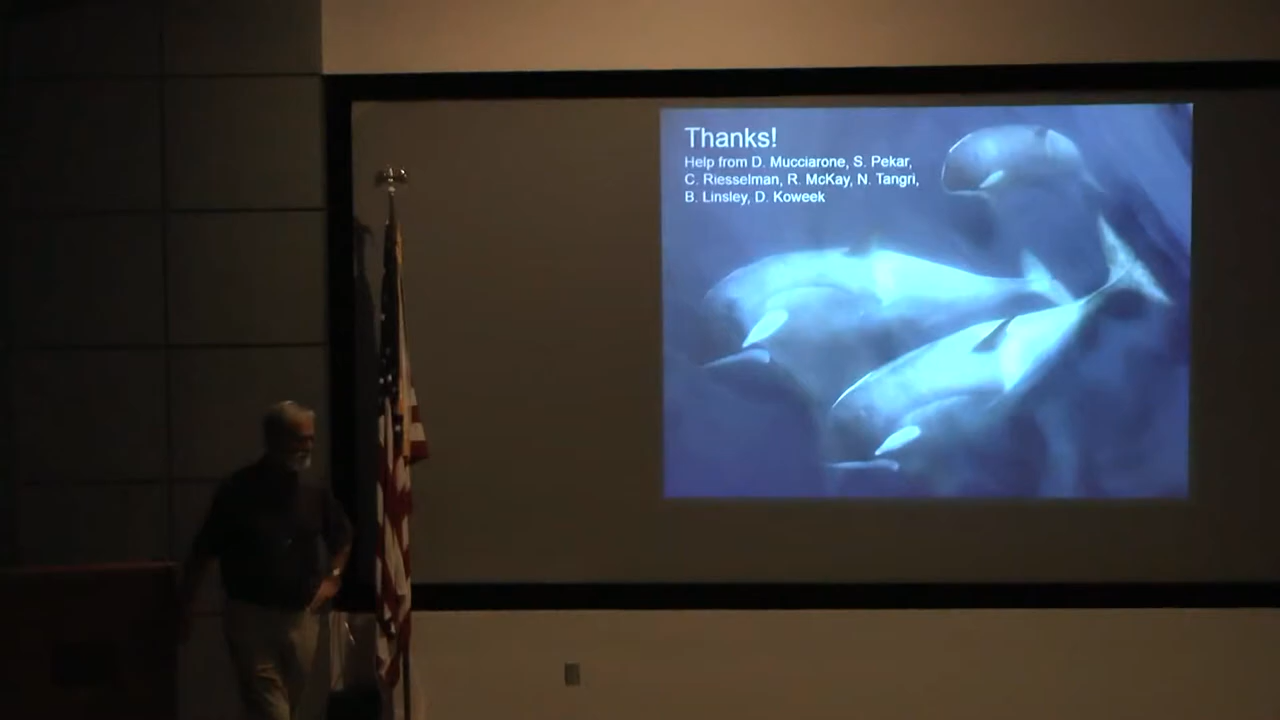 Thanks!
Help from D. Mucciarone, S. Pekar,
C. Riesselman, R. McKay, N. Tangri,
B. Linsley, D. Koweek